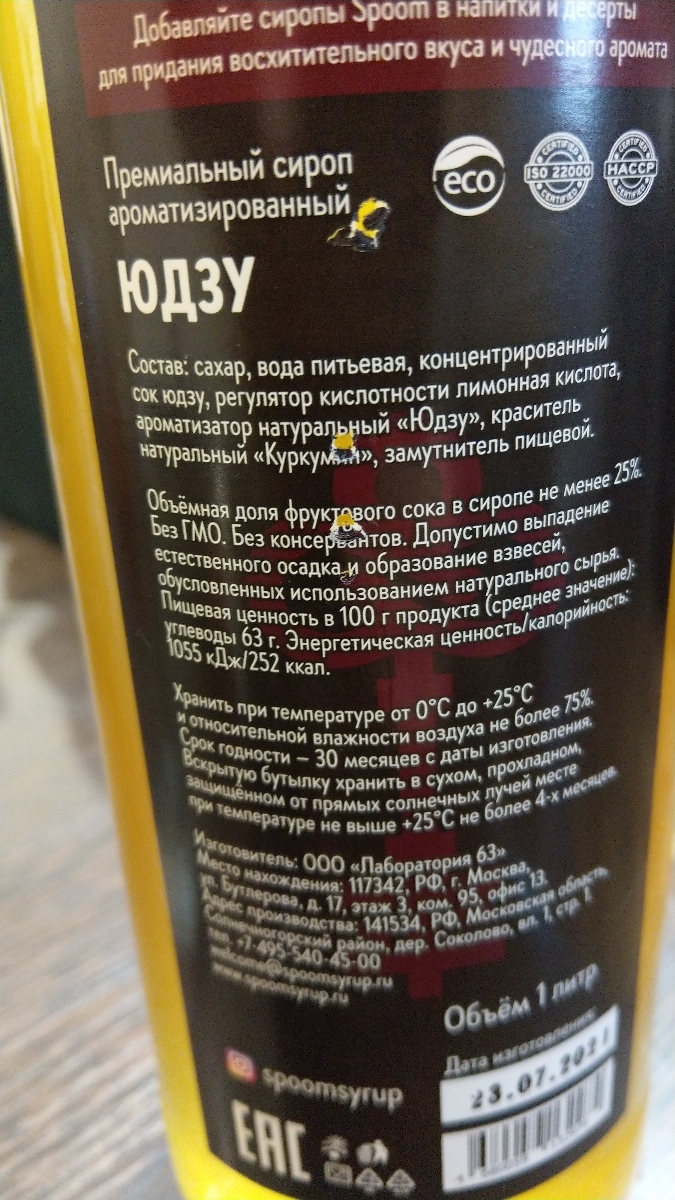 Добавляйте сиропы Spoom в напитки и десерты
для придания восхитительного вкуса и чудесного аромата
Премиальный сироп
ароматизированный
eco
CERTIFIED
ISO 22000
CERTIFIED
CERTIFIED
HACCP
CERTIFIED
ЮДЗУ
Состав: сахар, вода питьевая, концентрированный
сок юдзу, регулятор кислотности лимонная кислота,
ароматизатор натуральный «Юдзу», краситель
натуральный «Куркумин», замутнитель пищевой.
Объёмная доля фруктового сока в сиропе не менее 25%.
Без ГМО. Без консервантов. Допустимо выпадение
естественного осадка и образование взвесей,
обусловленных использованием натурального сырья.
Пищевая ценность в 100 г продукта (среднее значение):
углеводы 63 г. Энергетическая ценность/калорийность:
1055 кДж/252 ккал.
Хранить при температуре от 0°С до +25°С
и относительной влажности воздуха не более 75%.
Срок годности – 30 месяцев с даты изготовления.
Вскрытую бутылку хранить в сухом, прохладном,
защищённом от прямых солнечных лучей месте
при температуре не выше +25°С не более 4-х месяцев.
Изготовитель: ООО «Лаборатория 63»
Место нахождения: 117342, РФ, г. Москва,
ул. Бутлерова, д. 17, этаж 3, ком. 95, офис 13.
Адрес производства: 141534, РФ, Московская область,
Солнечногорский район, дер. Соколово, вл. 1, стр. 1
тел. +7-495-540-45-00
welcome@spoomsyrup.ru
www.spoomsyrup.ru
Объём 1 литр
Дата изготовления:
23.07.2021
spoomsyrup
EAC